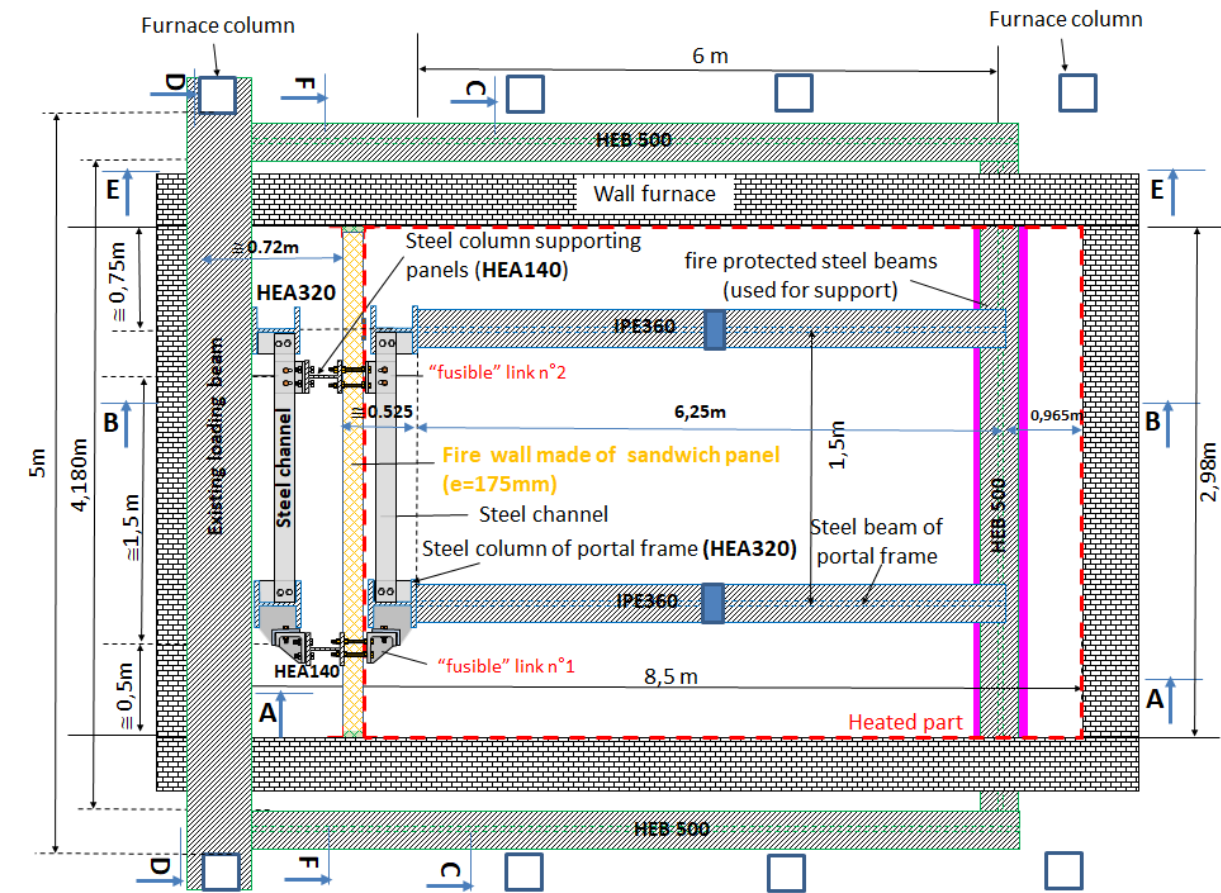 Furnace column
Furnace column
6 m
D
F
C
HEB 500
E
E
Wall furnace
≅ 0.72m
Steel column supporting
panels (HEA140)
fire protected steel beams
(used for support)
≅ 0,75m
HEA320
IPE360
"fusible" link n°2
B
B
≅ 0.525
6,25m
0,965m
5m
4,180m
≅1,5m
Existing loading beam
Steel channel
Fire wall made of sandwich panel
(e=175mm)
1,5m
HEB 500
2,98m
Steel channel
Steel column of portal frame (HEA320)
Steel beam of
portal frame
IPE360
HEA140
"fusible" link n°1
≅0,5m
8,5 m
A
A
Heated part
HEB 500
D
F
C